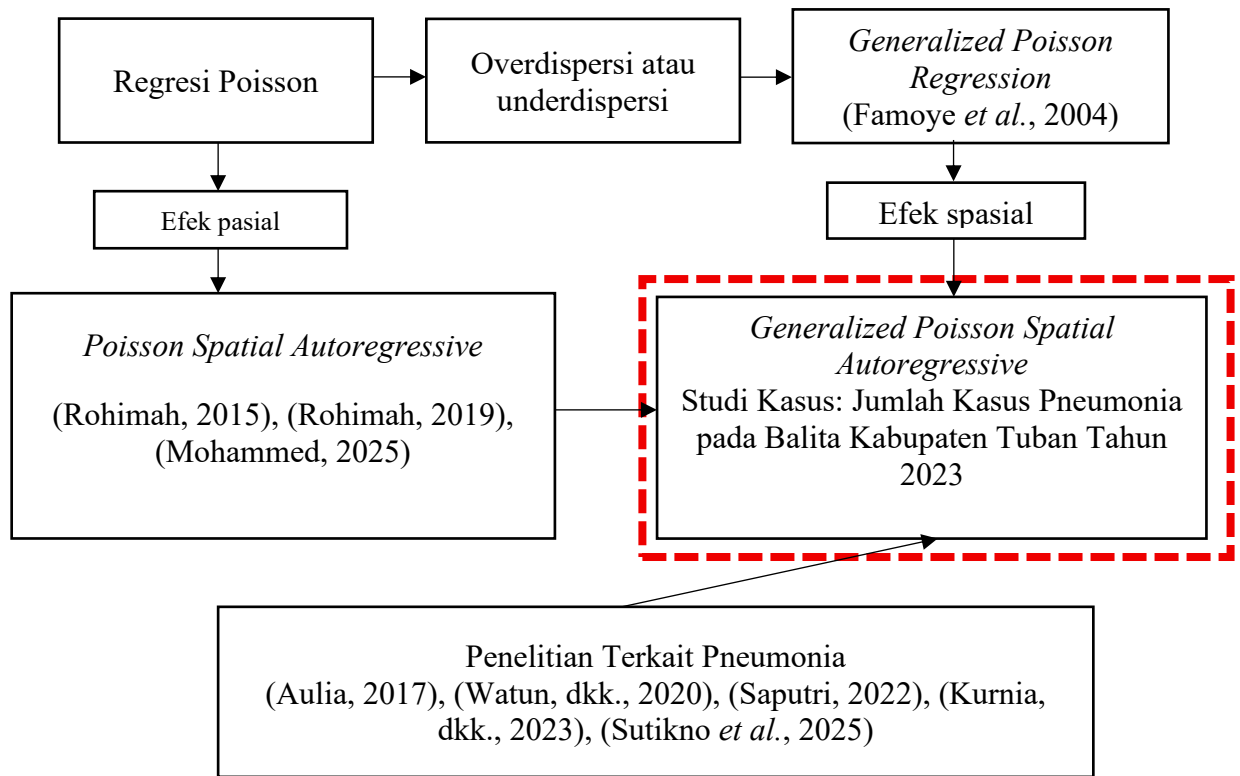 Regresi Poisson
Overdispersi atau
underdispersi
Generalized Poisson
Regression
(Famoye et al., 2004)
Efek pasial
Efek spasial
Poisson Spatial Autoregressive
(Rohimah, 2015), (Rohimah, 2019),
(Mohammed, 2025)
Generalized Poisson Spatial
Autoregressive
Studi Kasus: Jumlah Kasus Pneumonia
pada Balita Kabupaten Tuban Tahun
2023
Penelitian Terkait Pneumonia
(Aulia, 2017), (Watun, dkk., 2020), (Saputri, 2022), (Kurnia,
dkk., 2023), (Sutikno et al., 2025)